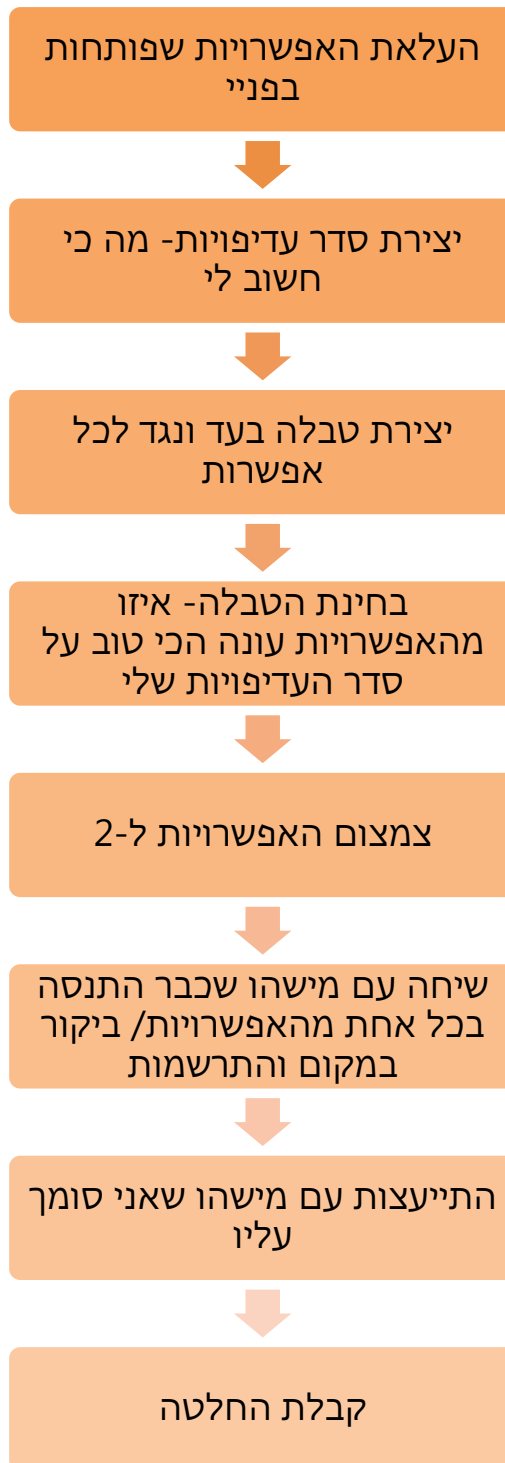 העלאת האפשרויות שפותחות
בפניי
יצירת סדר עדיפויות- מה כי
חשוב לי
יצירת טבלה בעד ונגד לכל
אפשרות
בחינת הטבלה- איזו
מהאפשרויות עונה הכי טוב על
סדר העדיפויות שלי
צמצום האפשרויות ל-2
שיחה עם מישהו שכבר התנסה
בכל אחת מהאפשרויות/ ביקור
במקום והתרשמות
התייעצות עם מישהו שאני סומך
עליו
קבלת החלטה